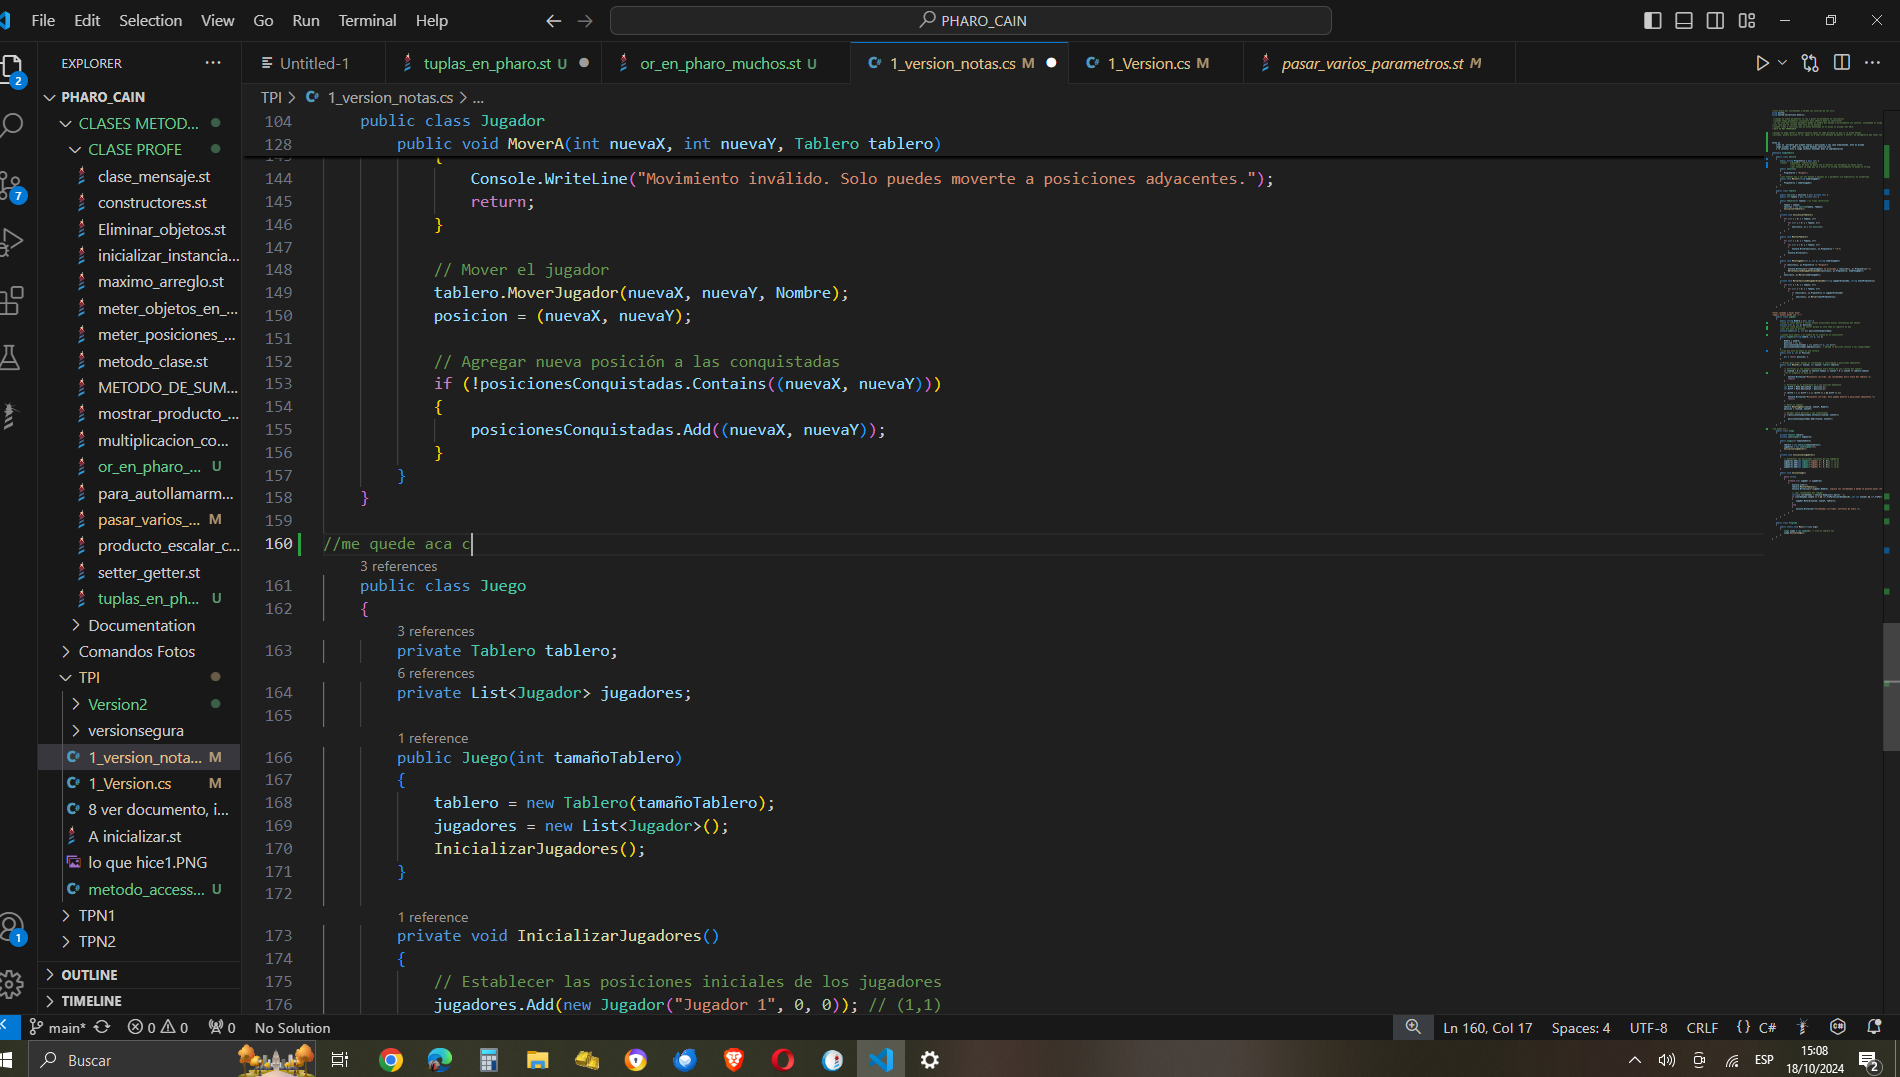 File Edit Selection View Go Run Terminal Help
PHARO_CAIN
EXPLORER
Untitled-1
tuplas_en_pharo.st U
or_en_pharo_muchos.st U
1_version_notas.cs M
1_Version.cs M
pasar_varios_parametros.st M
TPI > 1_version_notas.cs > ...
PHARO_CAIN
CLASES METOD...
CLASE PROFE
clase_mensaje.st
constructores.st
Eliminar_objetos.st
inicializar_instancia...
maximo_arreglo.st
meter_objetos_en_...
meter_posiciones_...
metodo_clase.st
METODO_DE_SUM...
mostrar_producto_...
multiplicacion_co...
or_en_pharo_... U
para_autollamarm...
pasar_varios_... M
producto_escalar_c...
setter_getter.st
tuplas_en_ph... U
Documentation
Comandos Fotos
TPI
Version2
versionsegura
1_version_nota... M
1_Version.cs M
8 ver documento, i...
A inicializar.st
lo que hice1.PNG
metodo_access... U
TPN1
TPN2
OUTLINE
TIMELINE
2
7
1
104 public class Jugador
128 public void MoverA(int nuevaX, int nuevaY, Tablero tablero)
143 {
144 Console.WriteLine("Movimiento inválido. Solo puedes moverte a posiciones adyacentes.");
145 return;
146 }
147
148 // Mover el jugador
149 tablero.MoverJugador(nuevaX, nuevaY, Nombre);
150 posicion = (nuevaX, nuevaY);
151
152 // Agregar nueva posición a las conquistadas
153 if (!posicionesConquistadas.Contains((nuevaX, nuevaY)))
154 {
155 posicionesConquistadas.Add((nuevaX, nuevaY));
156 }
157 }
158 }
159
160 //me quede aca c
3 references
161 public class Juego
162 {
3 references
163 private Tablero tablero;
6 references
164 private List<Jugador> jugadores;
165
1 reference
166 public Juego(int tamañoTablero)
167 {
168 tablero = new Tablero(tamañoTablero);
169 jugadores = new List<Jugador>();
170 InicializarJugadores();
171 }
172
1 reference
173 private void InicializarJugadores()
174 {
175 // Establecer las posiciones iniciales de los jugadores
176 jugadores.Add(new Jugador("Jugador 1", 0, 0)); // (1,1)
main* 0 0 0 No Solution
Ln 160, Col 17 Spaces: 4 UTF-8 CRLF {} C#
Buscar
ESP
15:08
18/10/2024
2